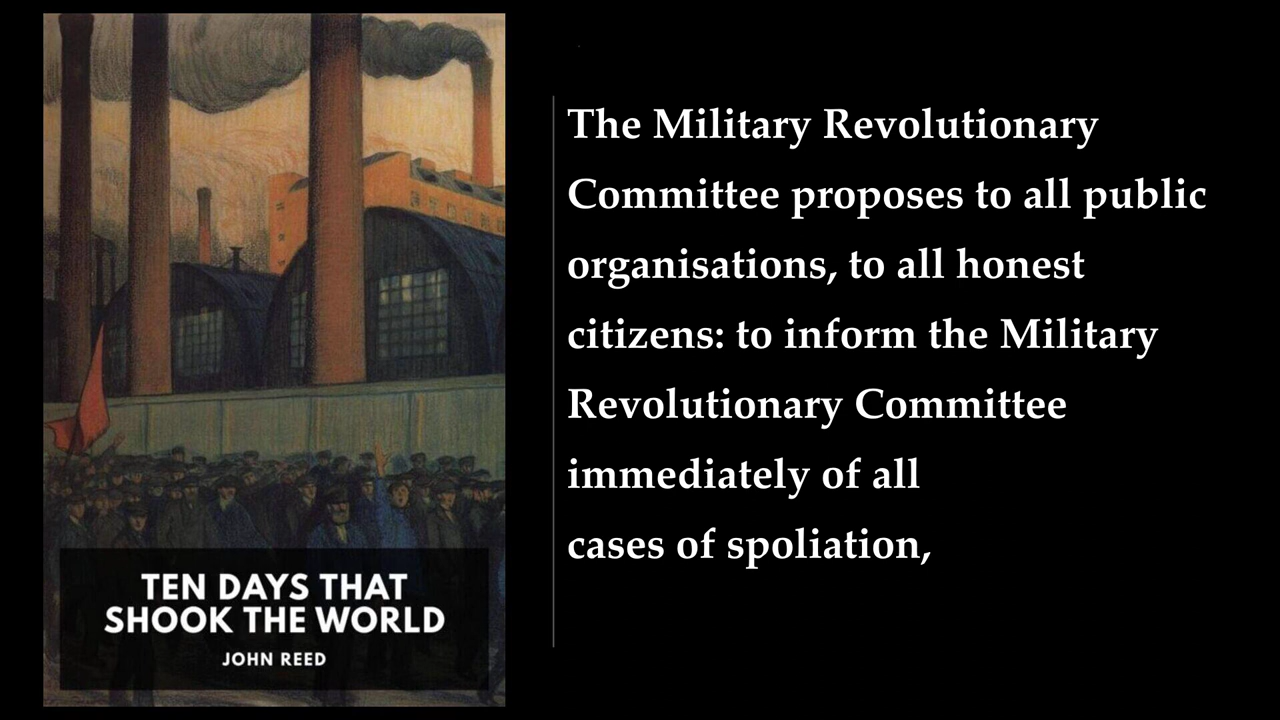 TEN DAYS THAT
SHOOK THE WORLD
JOHN REED
The Military Revolutionary
Committee proposes to all public
organisations, to all honest
citizens: to inform the Military
Revolutionary Committee
immediately of all
cases of spoliation,